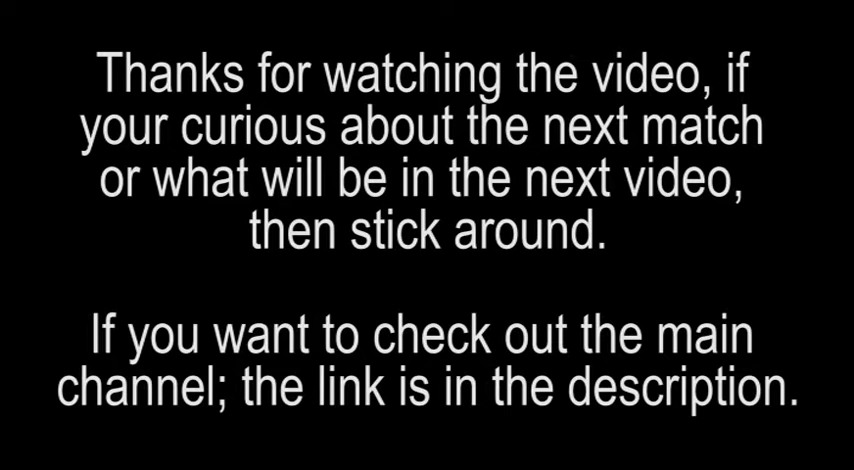 Thanks for watching the video, if
your curious about the next match
or what will be in the next video,
then stick around.
If you want to check out the main
channel; the link is in the description.